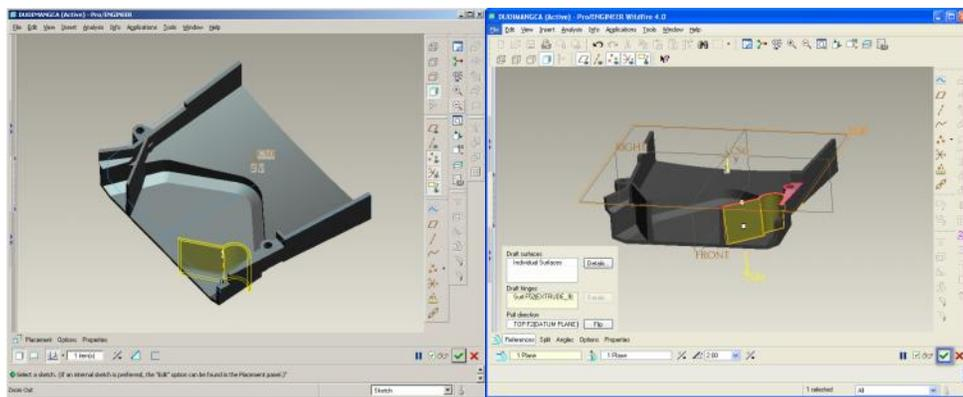 DUOIMANGCA (Active) - Pro/ENGINEER
File Edit View Insert Analysis Info Applications Tools Window Help
Placement Options Properties
1 item(s)
Select a sketch. (If an internal sketch is preferred, the "Edit" option can be found in the Placement panel.)"
Zoom Out
Sketch
DUOIMANGCA (Active) - Pro/ENGINEER Wildfire 4.0
File Edit View Insert Analysis Info Applications Tools Window Help
RIGHT
FRONT
Draft surfaces
Individual Surfaces
Details...
Draft hinges
Details...
Pull direction
TOP:F2(DATUM PLANE)
Flip
References Split Angles Options Properties
1 Plane
1 Plane
2.00
1 selected
All